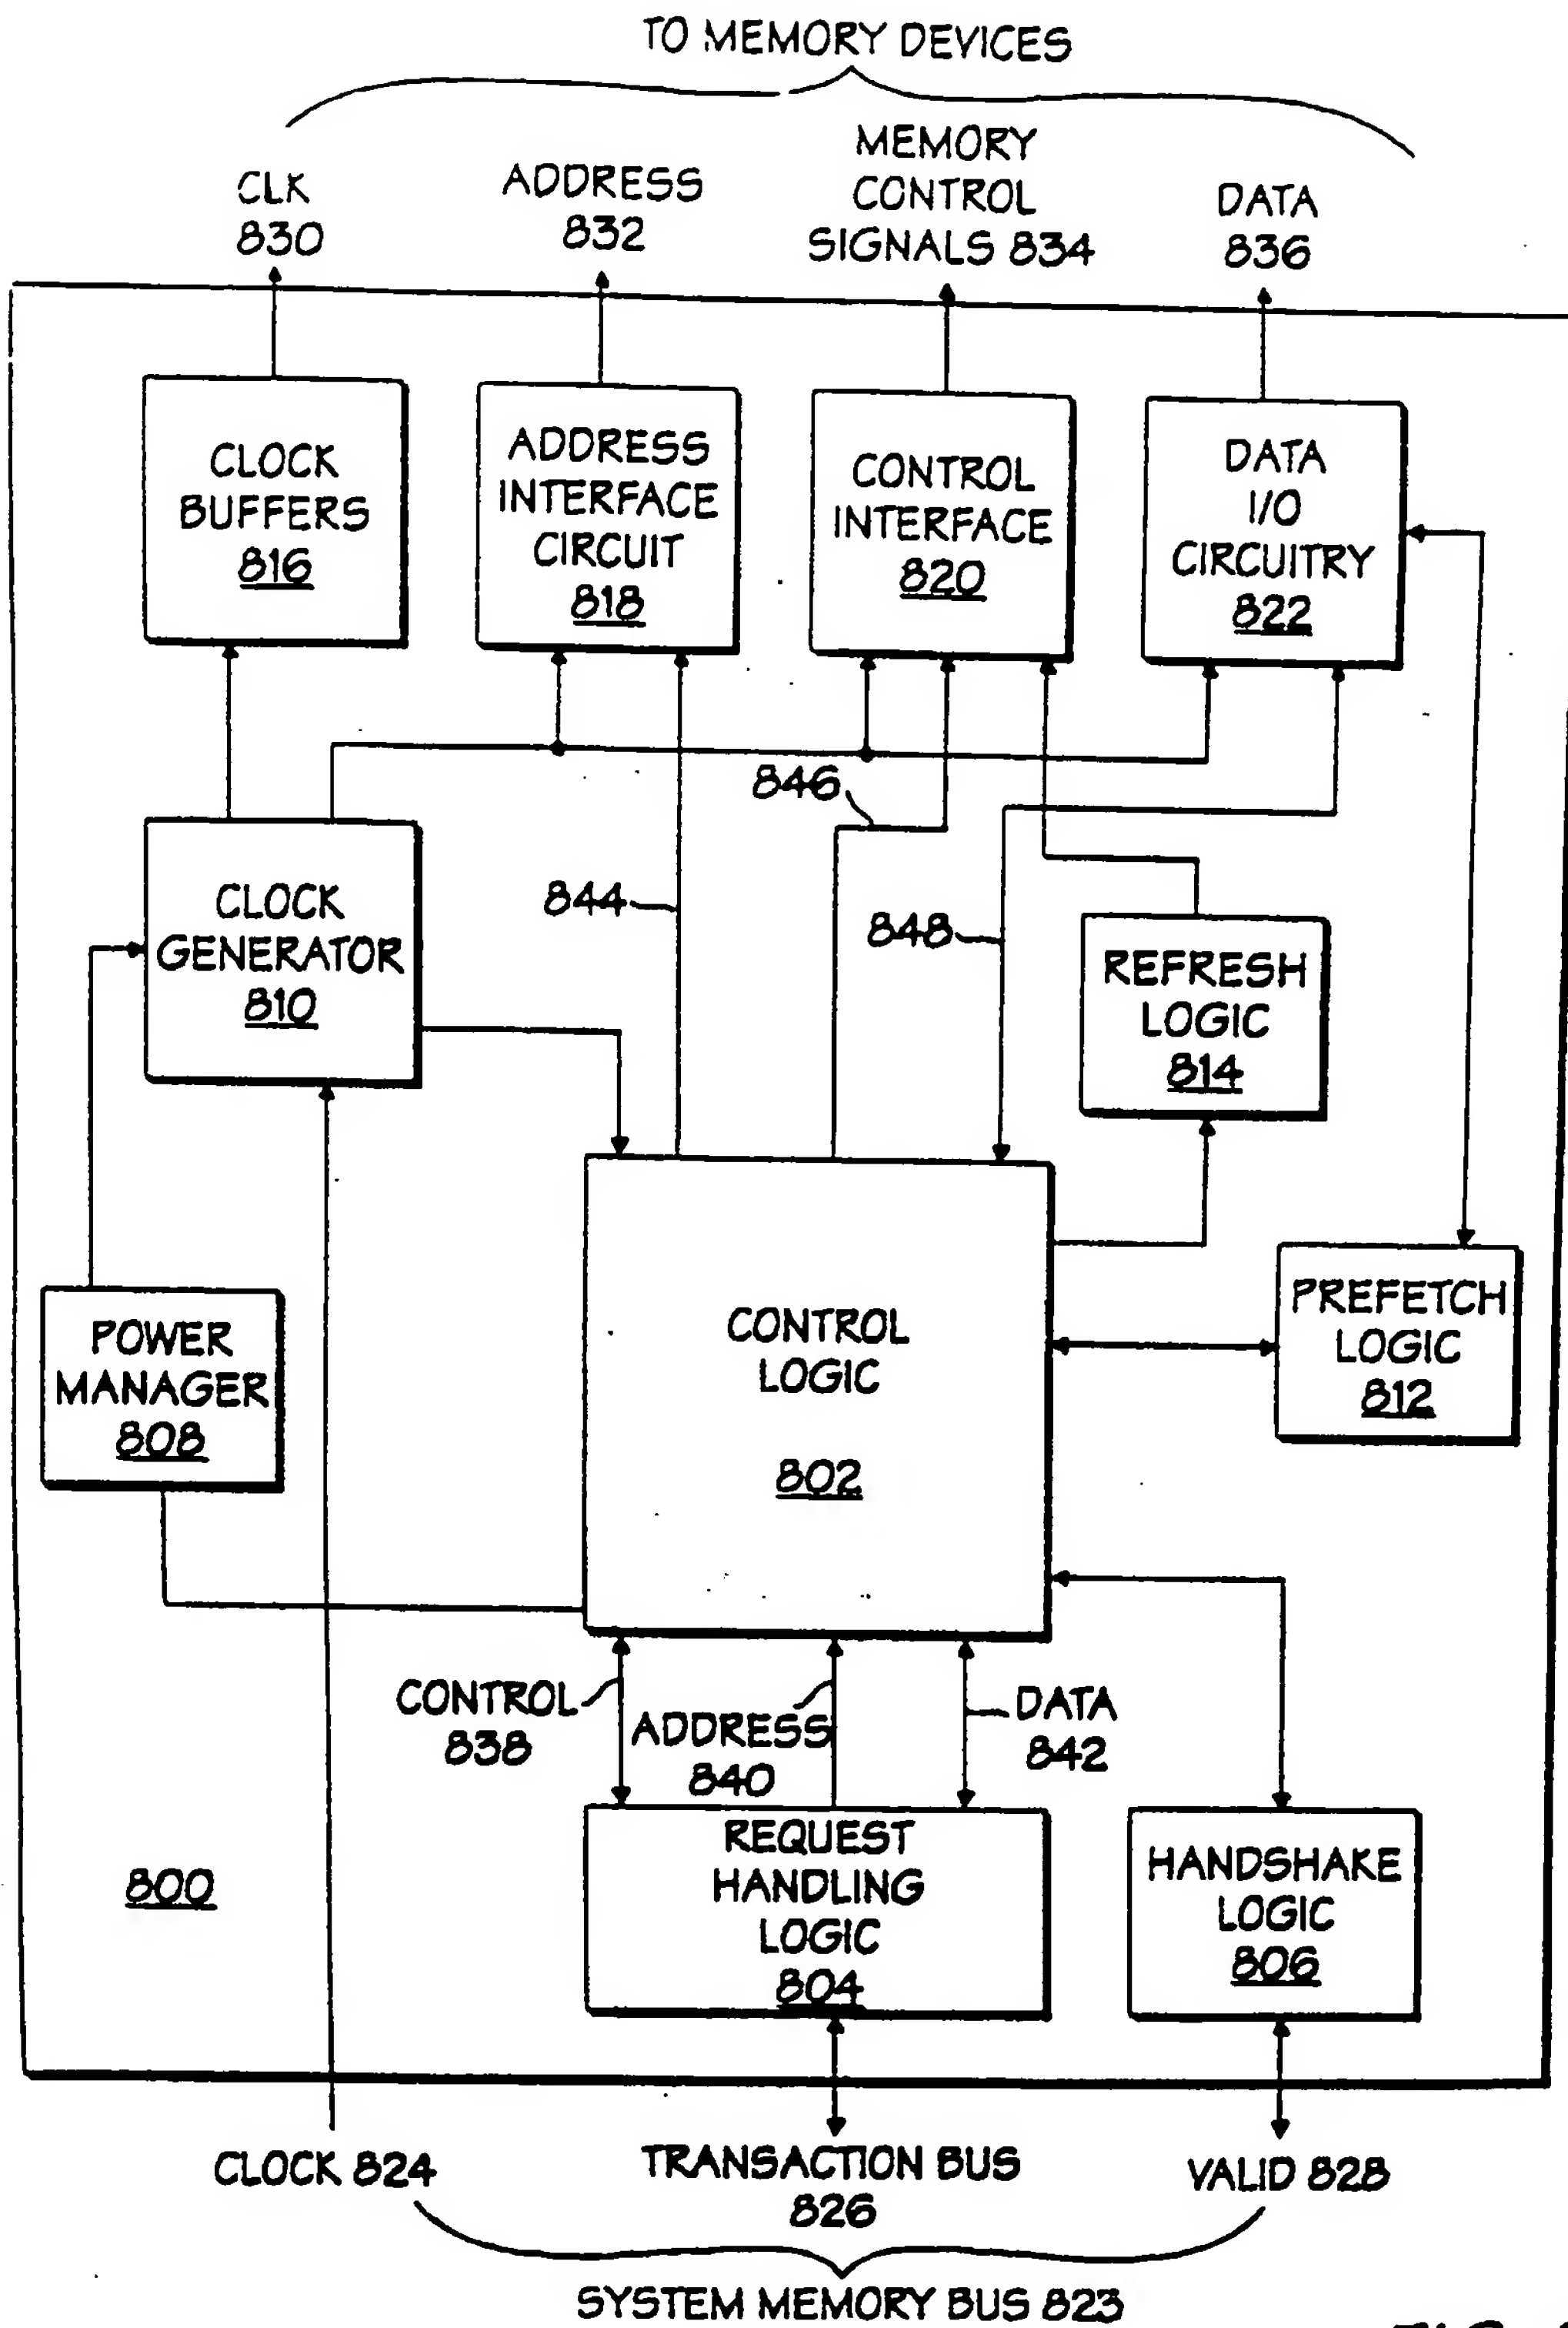 TO MEMORY DEVICES
CLK
830
ADDRESS
832
MEMORY
CONTROL
SIGNALS 834
DATA
836
CLOCK
BUFFERS
816
ADDRESS
INTERFACE
CIRCUIT
818
CONTROL
INTERFACE
820
DATA
I/O
CIRCUITRY
822
846
844
848
CLOCK
GENERATOR
810
REFRESH
LOGIC
814
POWER
MANAGER
808
CONTROL
LOGIC
802
PREFETCH
LOGIC
812
CONTROL
838
ADDRESS
840
DATA
842
800
REQUEST
HANDLING
LOGIC
804
HANDSHAKE
LOGIC
806
CLOCK 824
TRANSACTION BUS
826
VALID 828
SYSTEM MEMORY BUS 823